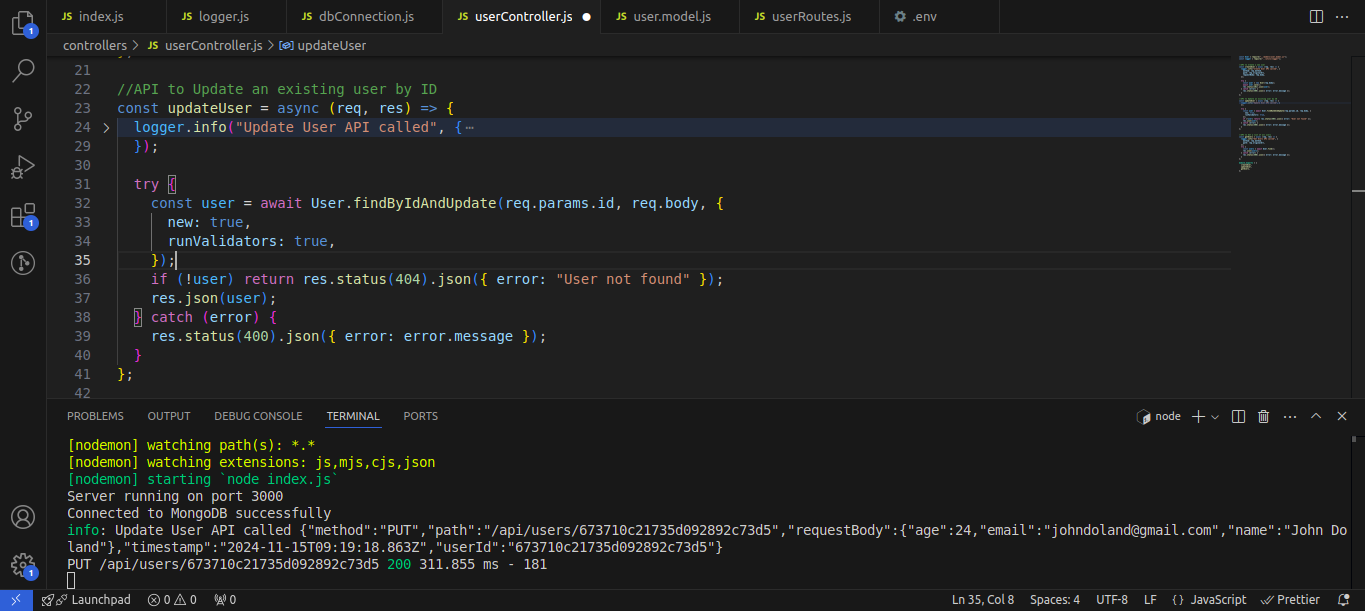 JS index.js JS logger.js JS dbConnection.js JS userController.js JS user.model.js JS userRoutes.js .env
controllers > JS userController.js > updateUser
21
22 //API to Update an existing user by ID
23 const updateUser = async (req, res) => {
24 logger.info("Update User API called", {
29 });
30
31 try {
32 const user = await User.findByIdAndUpdate(req.params.id, req.body, {
33 new: true,
34 runValidators: true,
35 });
36 if (!user) return res.status(404).json({ error: "User not found" });
37 res.json(user);
38 } catch (error) {
39 res.status(400).json({ error: error.message });
40 }
41 };
42
PROBLEMS OUTPUT DEBUG CONSOLE TERMINAL PORTS node
[nodemon] watching path(s): *.*
[nodemon] watching extensions: js,mjs,cjs,json
[nodemon] starting `node index.js`
Server running on port 3000
Connected to MongoDB successfully
info: Update User API called {"method":"PUT","path":"/api/users/673710c21735d092892c73d5","requestBody":{"age":24,"email":"johndoland@gmail.com","name":"John Do
land"},"timestamp":"2024-11-15T09:19:18.863Z","userId":"673710c21735d092892c73d5"}
PUT /api/users/673710c21735d092892c73d5 200 311.855 ms - 181
1
1
1
Launchpad 0 0 0 Ln 35, Col 8 Spaces: 4 UTF-8 LF {} JavaScript Prettier